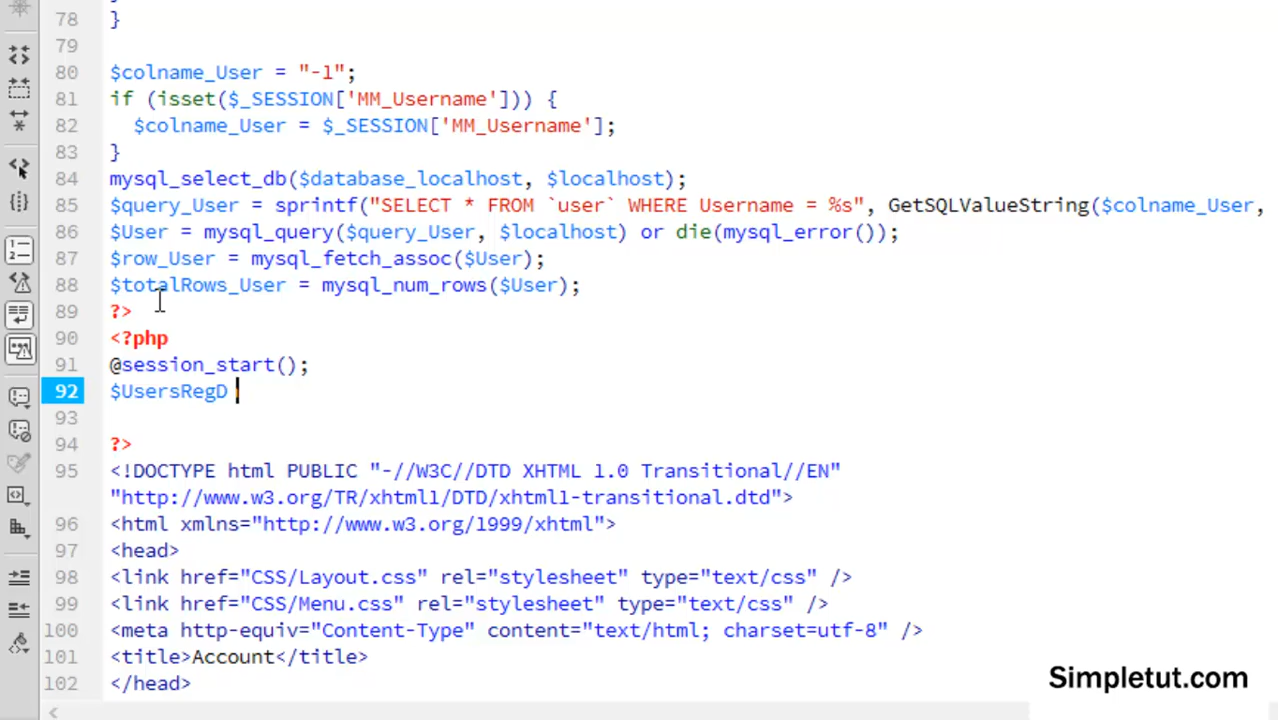 78 }
79
80 $colname_User = "-1";
81 if (isset($_SESSION['MM_Username'])) {
82 $colname_User = $_SESSION['MM_Username'];
83 }
84 mysql_select_db($database_localhost, $localhost);
85 $query_User = sprintf("SELECT * FROM `user` WHERE Username = %s", GetSQLValueString($colname_User,
86 $User = mysql_query($query_User, $localhost) or die(mysql_error());
87 $row_User = mysql_fetch_assoc($User);
88 $totalRows_User = mysql_num_rows($User);
89 ?>
90 <?php
91 @session_start();
92 $UsersRegD
93
94 ?>
95 <!DOCTYPE html PUBLIC "-//W3C//DTD XHTML 1.0 Transitional//EN"
"http://www.w3.org/TR/xhtml1/DTD/xhtml1-transitional.dtd">
96 <html xmlns="http://www.w3.org/1999/xhtml">
97 <head>
98 <link href="CSS/Layout.css" rel="stylesheet" type="text/css" />
99 <link href="CSS/Menu.css" rel="stylesheet" type="text/css" />
100 <meta http-equiv="Content-Type" content="text/html; charset=utf-8" />
101 <title>Account</title>
102 </head>
Simpletut.com